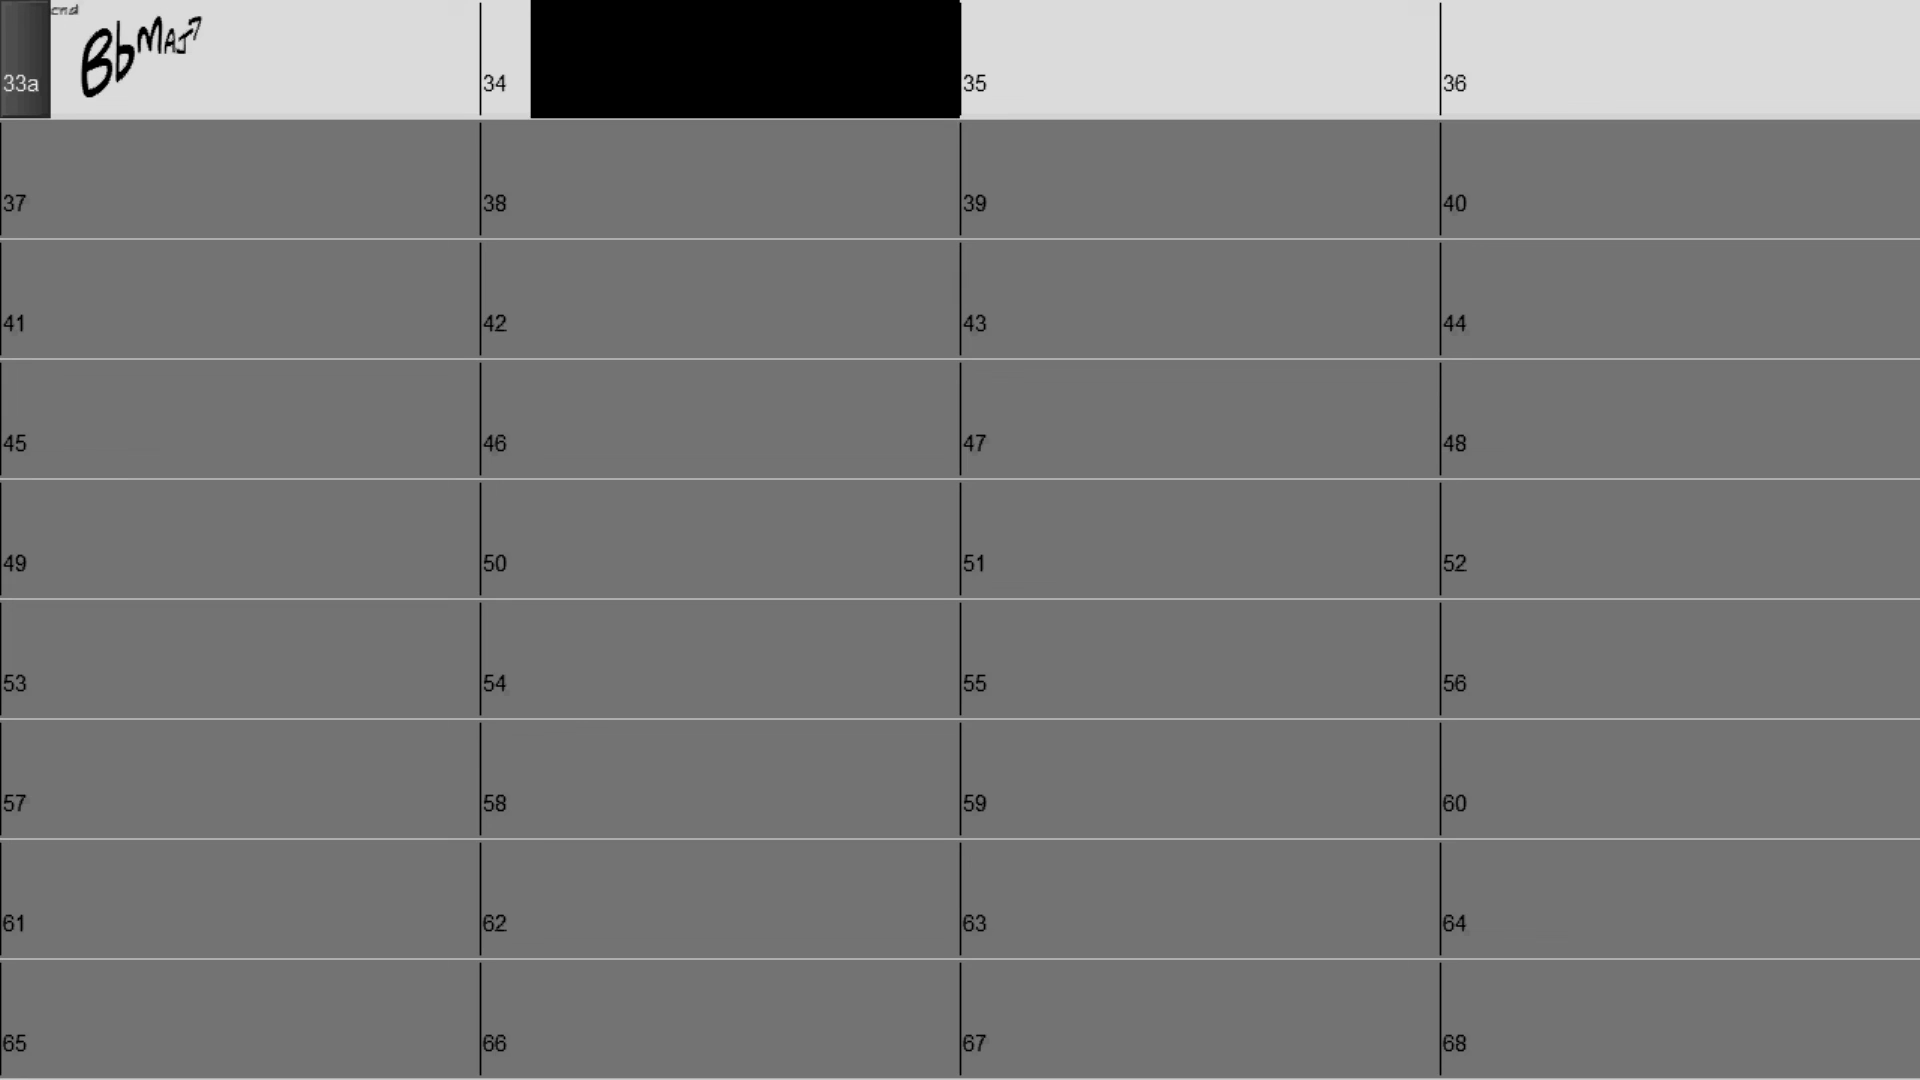 end
BbMAJ7
33a 34 35 36
37 38 39 40
41 42 43 44
45 46 47 48
49 50 51 52
53 54 55 56
57 58 59 60
61 62 63 64
65 66 67 68